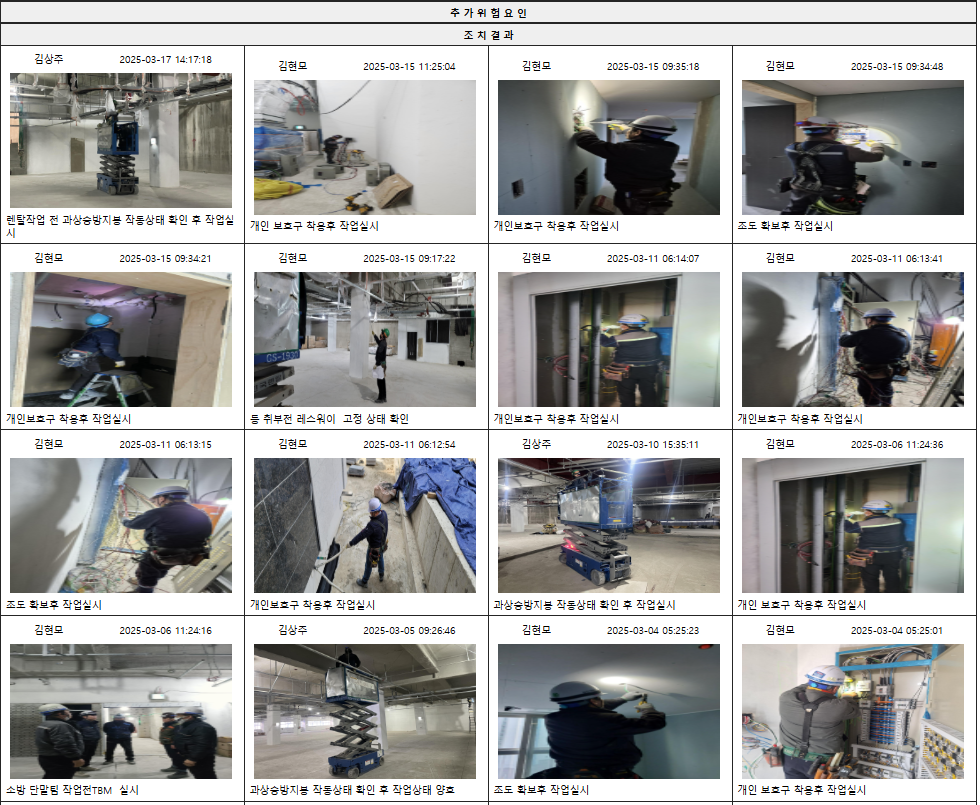 추 가 위 험 요 인
조 치 결 과
김상주 2025-03-17 14:17:18
렌탈작업 전 과상승방지봉 작동상태 확인 후 작업실
시
김현모 2025-03-15 11:25:04
개인 보호구 착용후 작업실시
김현모 2025-03-15 09:35:18
개인보호구 착용후 작업실시
김현모 2025-03-15 09:34:48
조도 확보후 작업실시
김현모 2025-03-15 09:34:21
개인보호구 착용후 작업실시
김현모 2025-03-15 09:17:22
GS-1930
등 취부전 레스웨이 고정 상태 확인
김현모 2025-03-11 06:14:07
개인보호구 착용후 작업실시
김현모 2025-03-11 06:13:41
개인보호구 착용후 작업실시
김현모 2025-03-11 06:13:15
조도 확보후 작업실시
김현모 2025-03-11 06:12:54
개인보호구 착용후 작업실시
김상주 2025-03-10 15:35:11
과상승방지봉 작동상태 확인 후 작업실시
김현모 2025-03-06 11:24:36
개인 보호구 착용후 작업실시
김현모 2025-03-06 11:24:16
소방 단말팀 작업전TBM 실시
김상주 2025-03-05 09:26:46
과상승방지봉 작동상태 확인 후 작업상태 양호
김현모 2025-03-04 05:25:23
조도 확보후 작업실시
김현모 2025-03-04 05:25:01
개인 보호구 착용후 작업실시